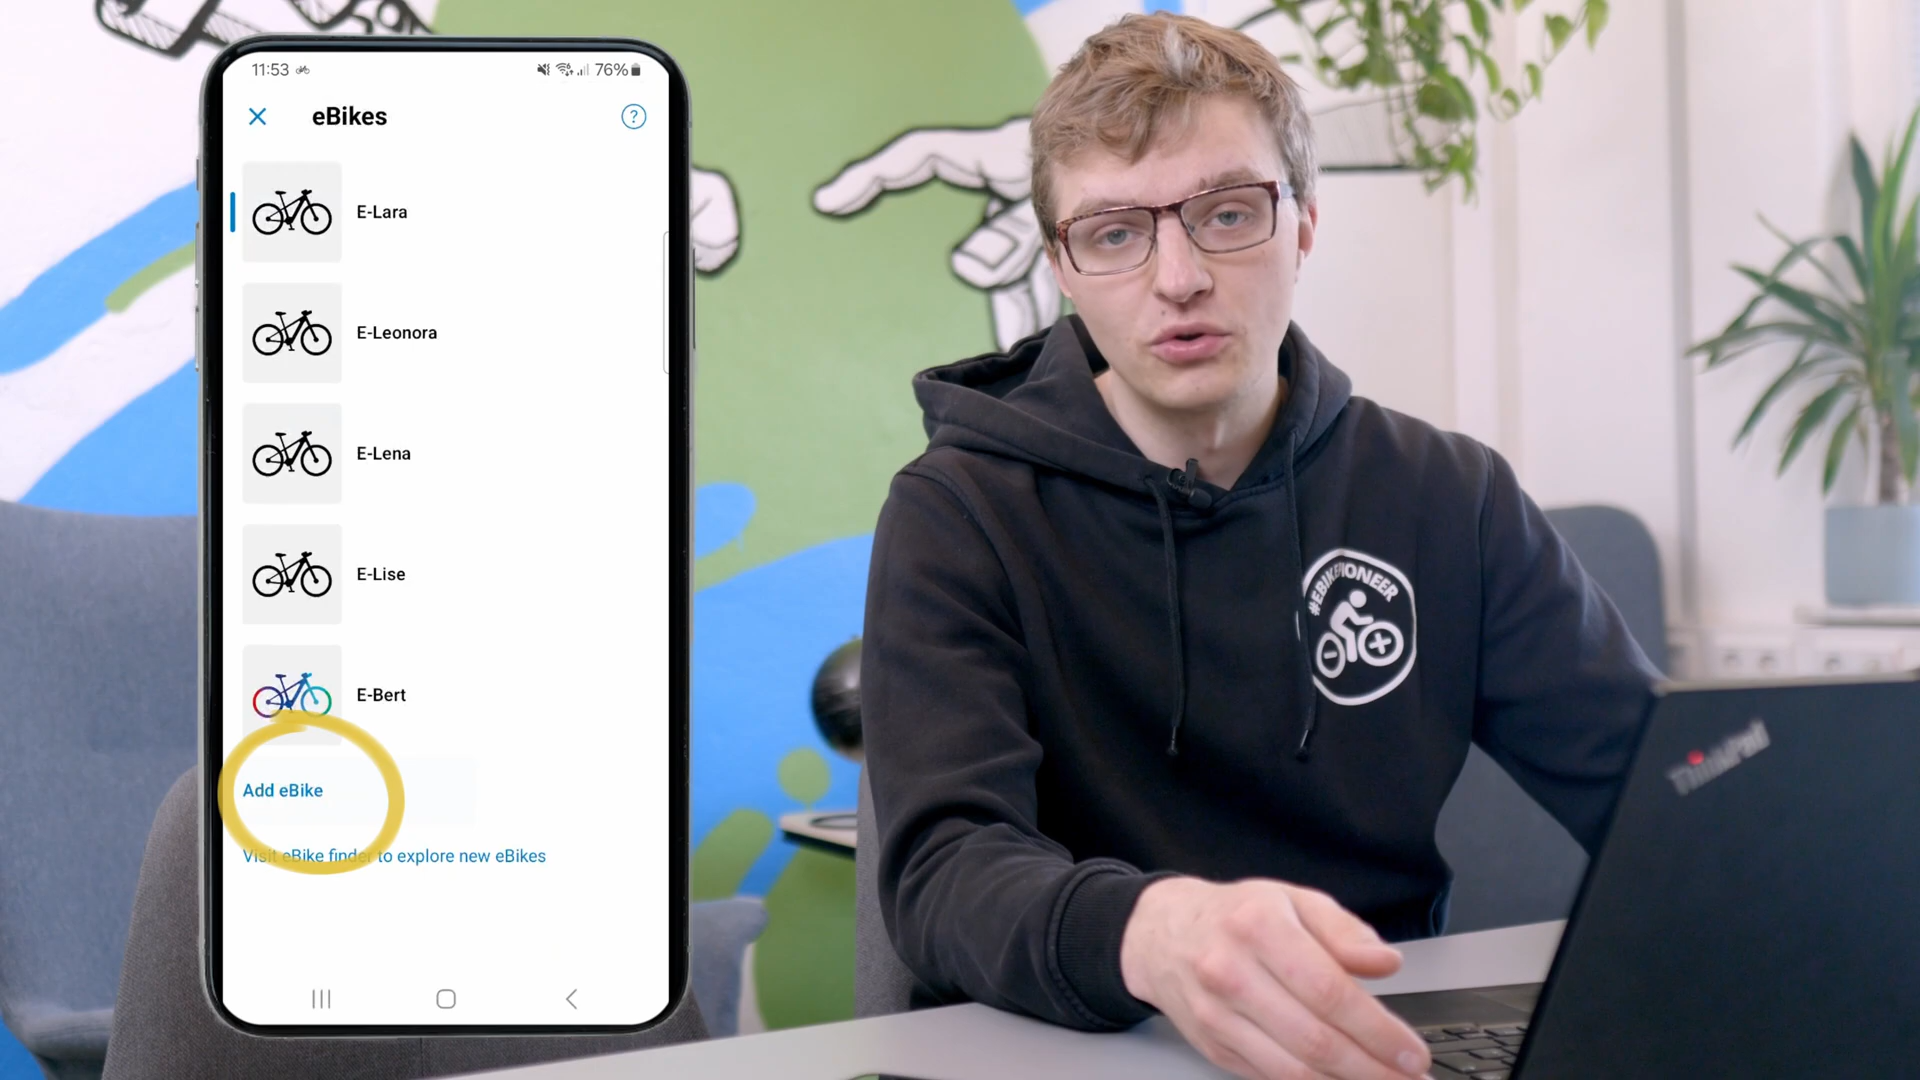 11:53
76%
eBikes
?
E-Lara
E-Leonora
E-Lena
E-Lise
E-Bert
Add eBike
Visit eBike finder to explore new eBikes
#EBIKEPIONEER
ThinkPad